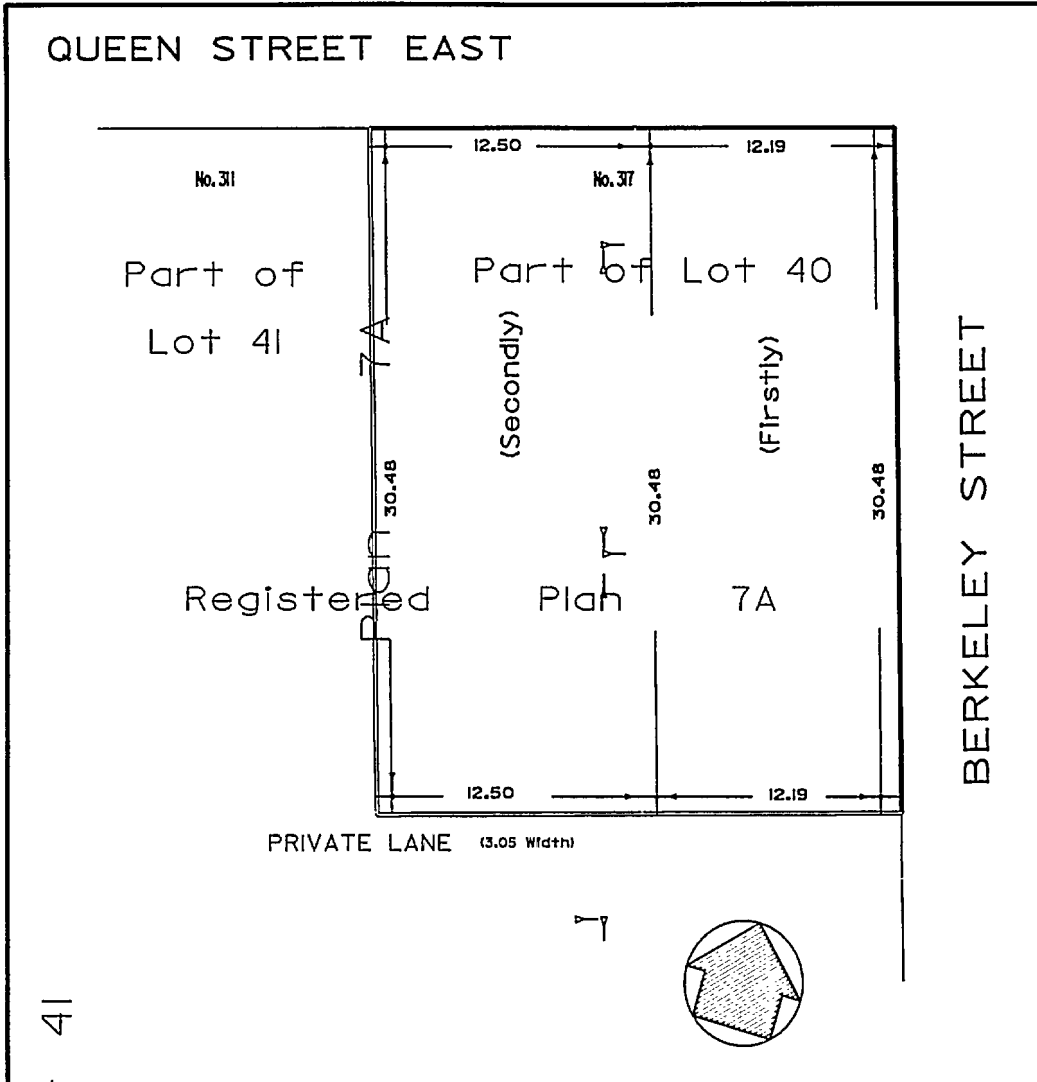 QUEEN STREET EAST
12.50 12.19
No. 311 No. 317
Part of
Lot 41
Part of Lot 40
7A
(Secondly)
(Firstly)
BERKELEY STREET
30.48
30.48
30.48
Plan
Registered Plan 7A
12.50 12.19
PRIVATE LANE (3.05 Width)
41